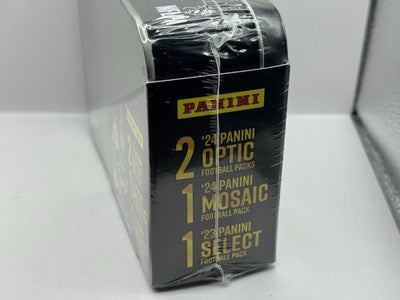 PANINI
2 '24 PANINI
OPTIC
FOOTBALL PACKS
1 '24 PANINI
MOSAIC
FOOTBALL PACK
1 '23 PANINI
SELECT
FOOTBALL PACK